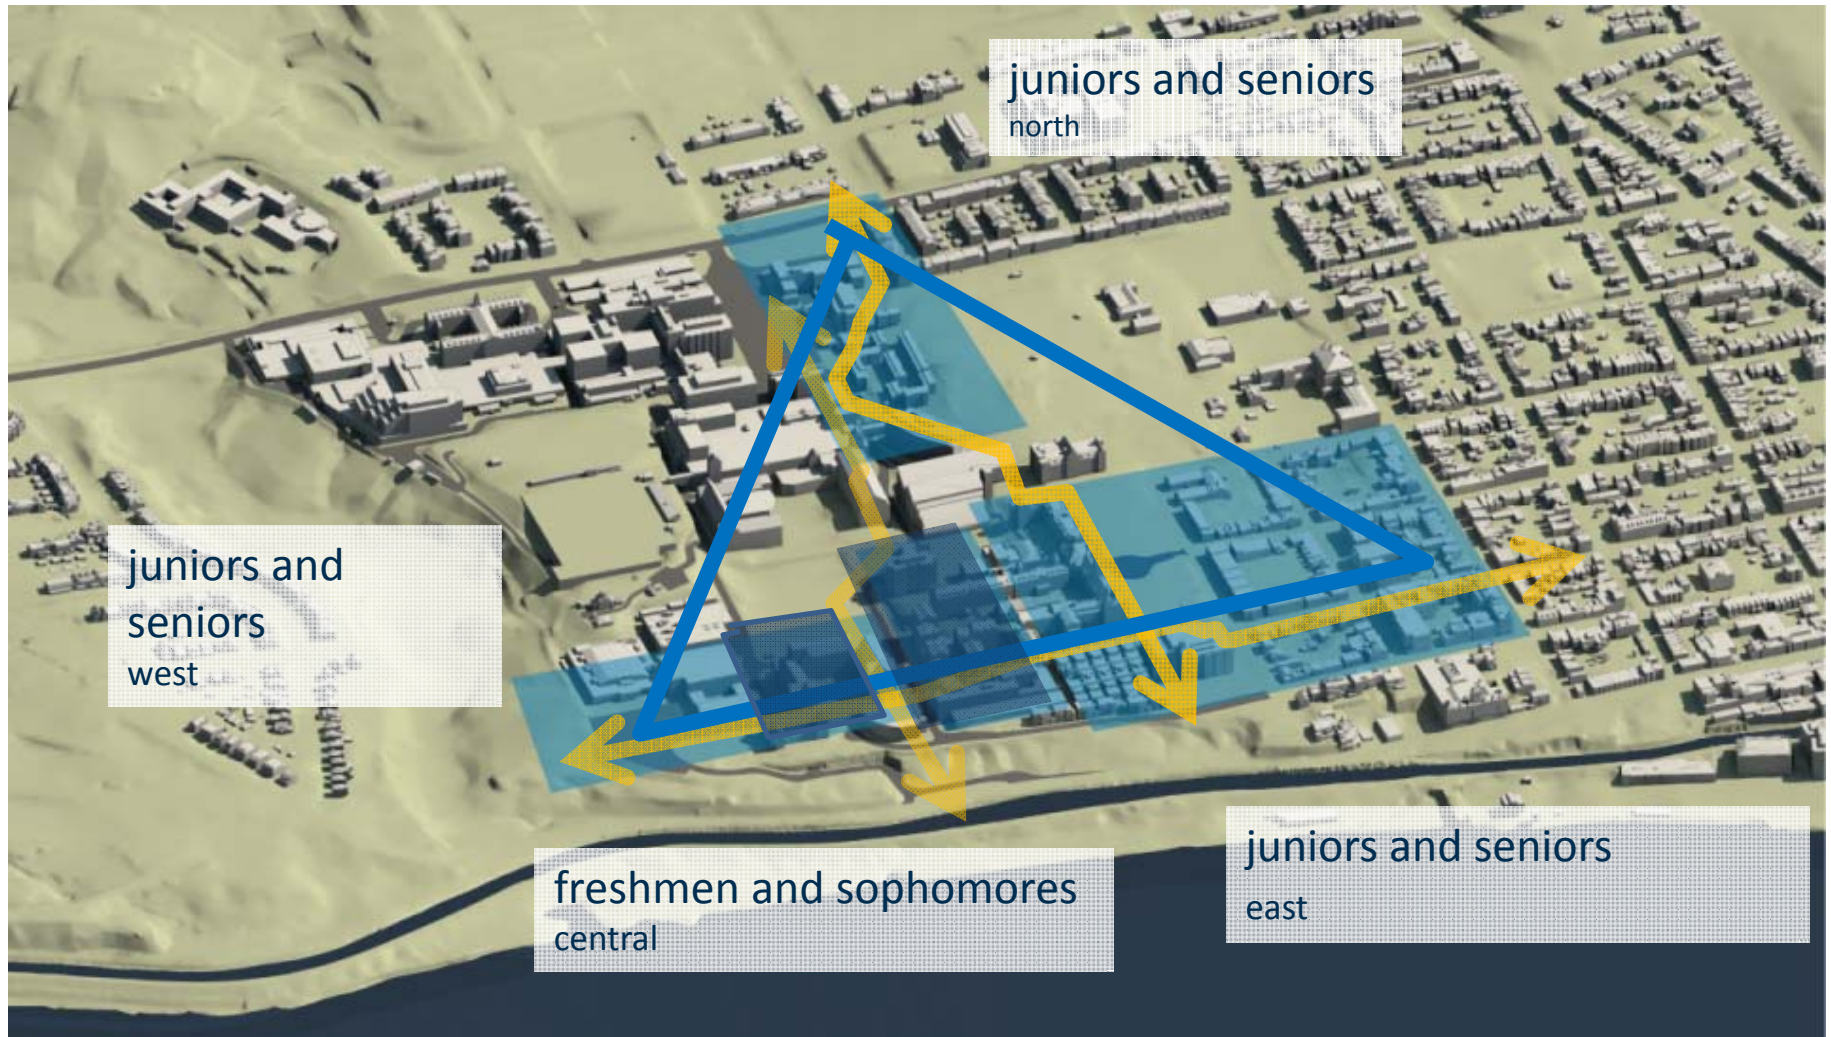 juniors and seniors
north
juniors and
seniors
west
freshmen and sophomores
central
juniors and seniors
east